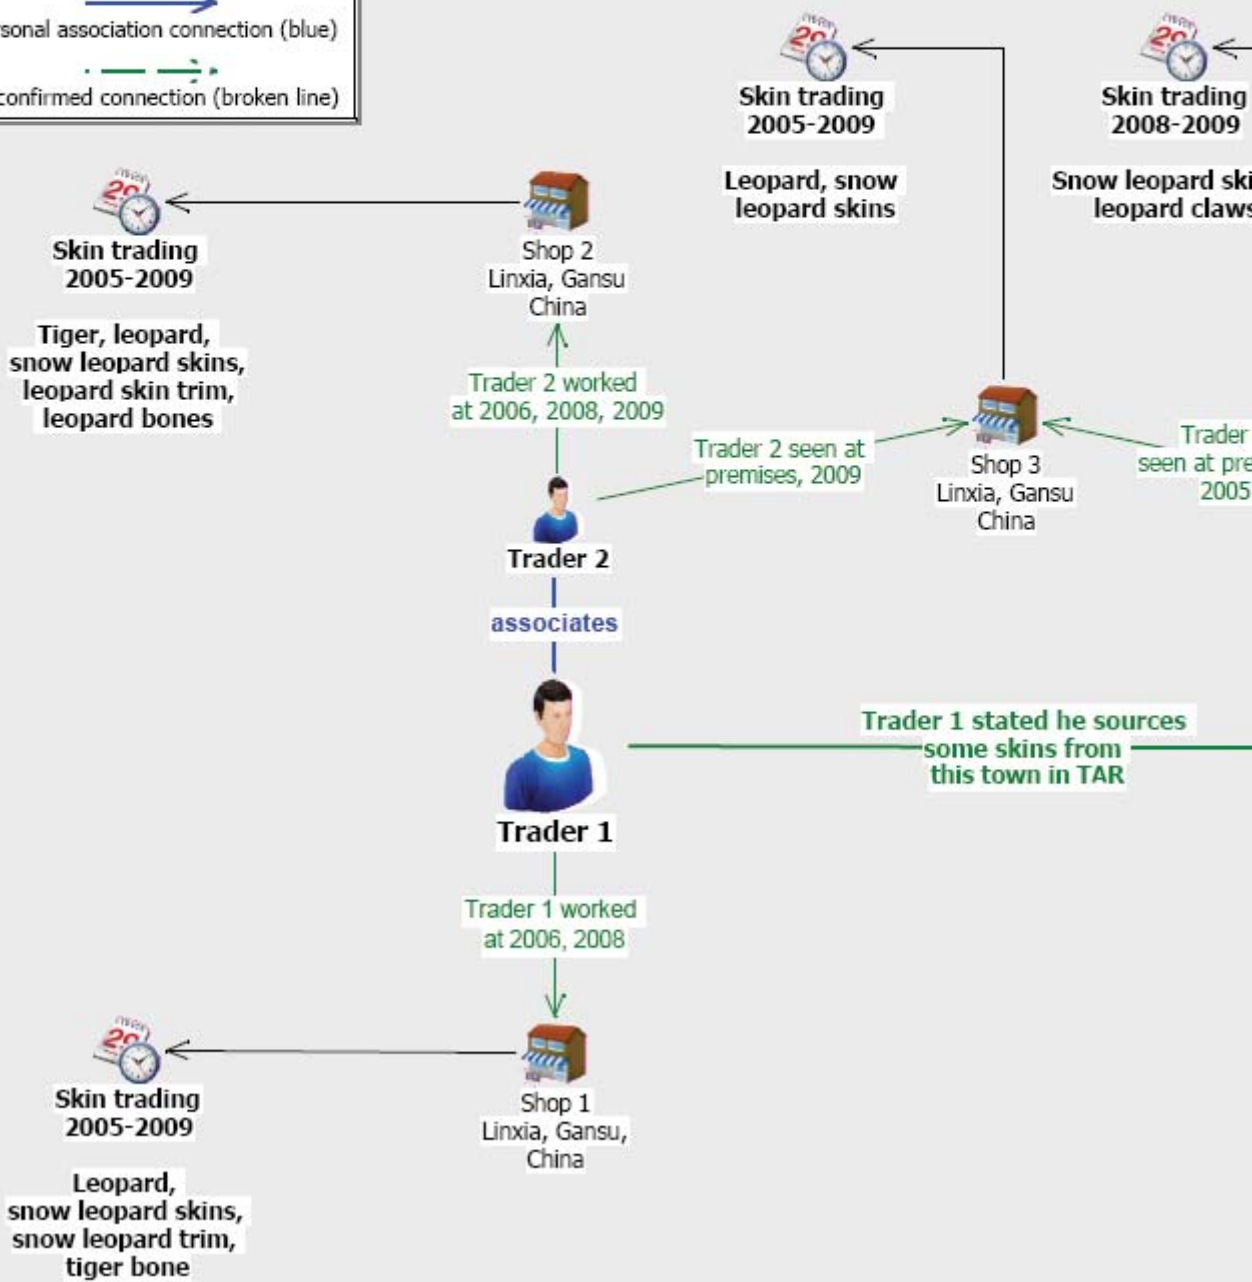 sonal association connection (blue)
confirmed connection (broken line)
Skin trading
2005-2009
Leopard, snow
leopard skins
Skin trading
2008-2009
Snow leopard ski
leopard claws
Skin trading
2005-2009
Tiger, leopard,
snow leopard skins,
leopard skin trim,
leopard bones
Shop 2
Linxia, Gansu
China
Trader 2 worked
at 2006, 2008, 2009
Trader 2 seen at
premises, 2009
Shop 3
Linxia, Gansu
China
Trader
seen at pre
2005
Trader 2
associates
Trader 1 stated he sources
some skins from
this town in TAR
Trader 1
Trader 1 worked
at 2006, 2008
Skin trading
2005-2009
Leopard,
snow leopard skins,
snow leopard trim,
tiger bone
Shop 1
Linxia, Gansu,
China